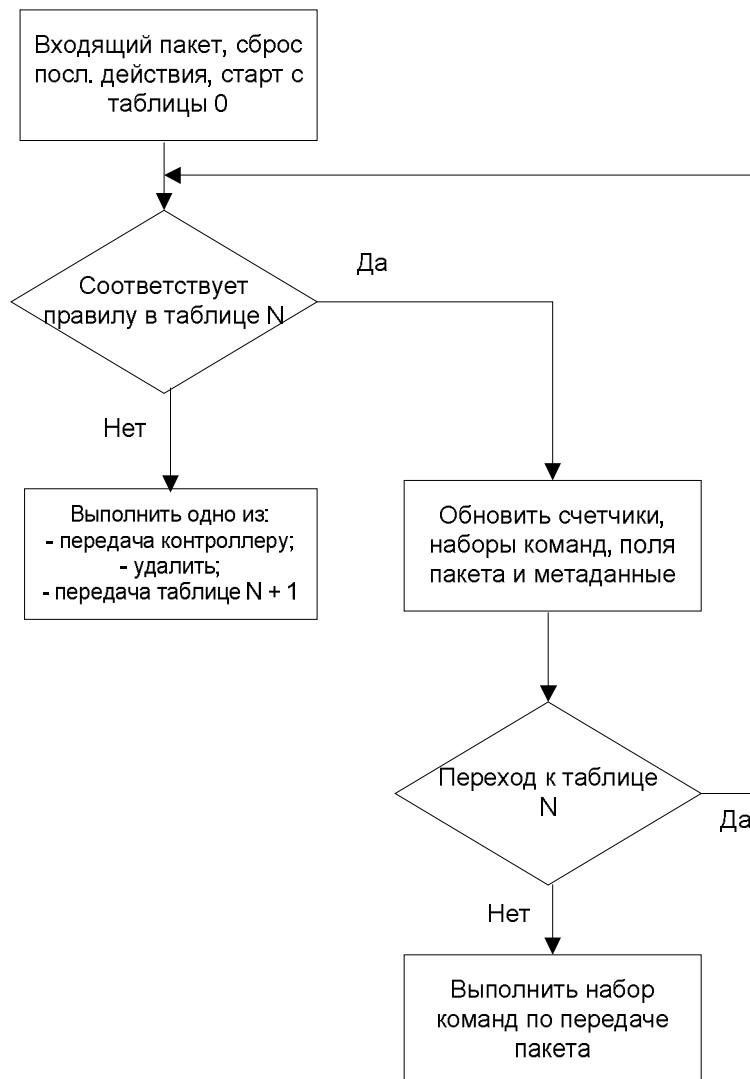 Входящий пакет, сброс
посл. действия, старт с
таблицы 0
Соответствует
правилу в таблице N
Да
Нет
Выполнить одно из:
- передача контроллеру;
- удалить;
- передача таблице N + 1
Обновить счетчики,
наборы команд, поля
пакета и метаданные
Переход к таблице
N
Да
Нет
Выполнить набор
команд по передаче
пакета